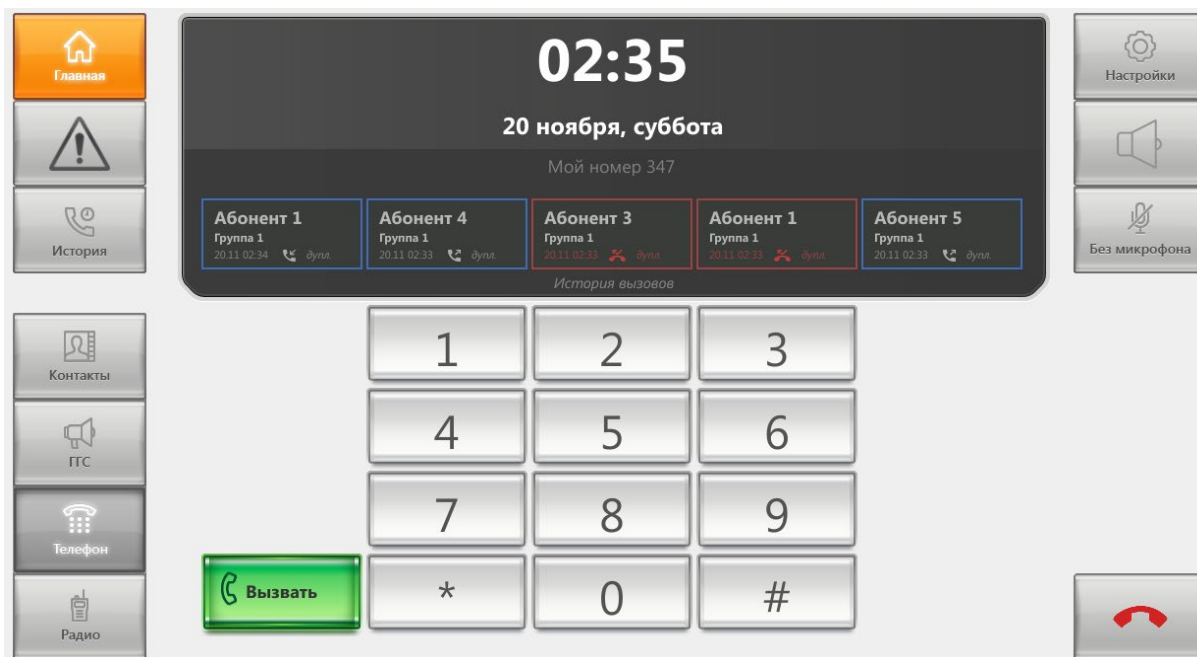 Главная
02:35
Настройки
20 ноября, суббота
Мой номер 347
История
Без микрофона
Абонент 1
Группа 1
20.11 02:34 дупл.
Абонент 4
Группа 1
20.11 02:33 дупл.
Абонент 3
Группа 1
20.11 02:33 дупл.
Абонент 1
Группа 1
20.11 02:33 дупл.
Абонент 5
Группа 1
20.11 02:33 дупл.
История вызовов
Контакты
ГГС
Телефон
Радио
1 2 3
4 5 6
7 8 9
Вызвать * 0 #